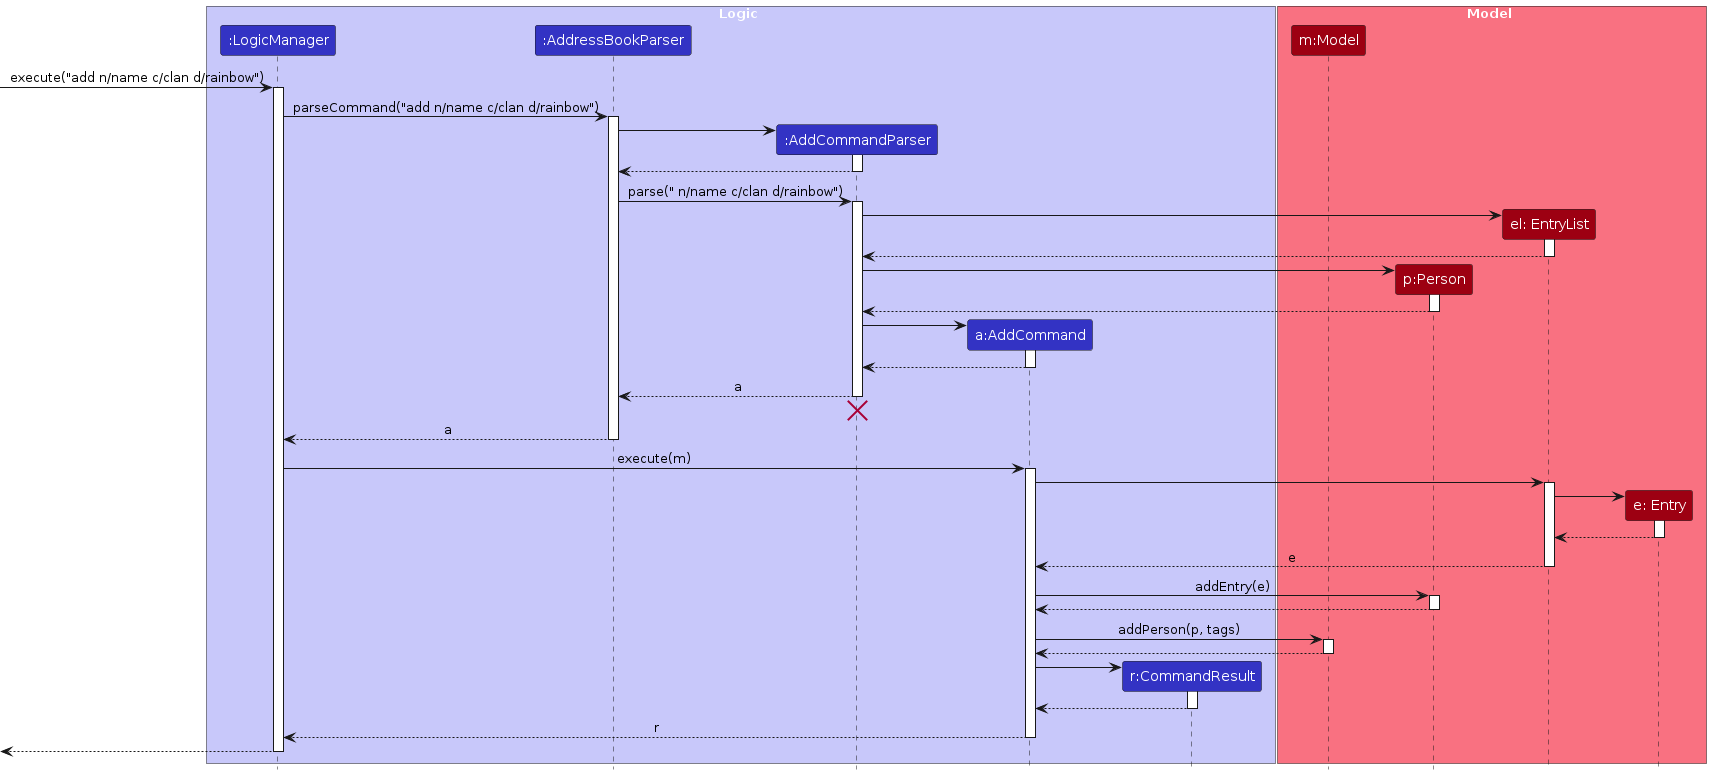 Logic
Model
:LogicManager
:AddressBookParser
m:Model
execute("add n/name c/clan d/rainbow")
parseCommand("add n/name c/clan d/rainbow")
:AddCommandParser
parse(" n/name c/clan d/rainbow")
el: EntryList
p:Person
a:AddCommand
a
a
execute(m)
e: Entry
e
addEntry(e)
addPerson(p, tags)
r:CommandResult
r